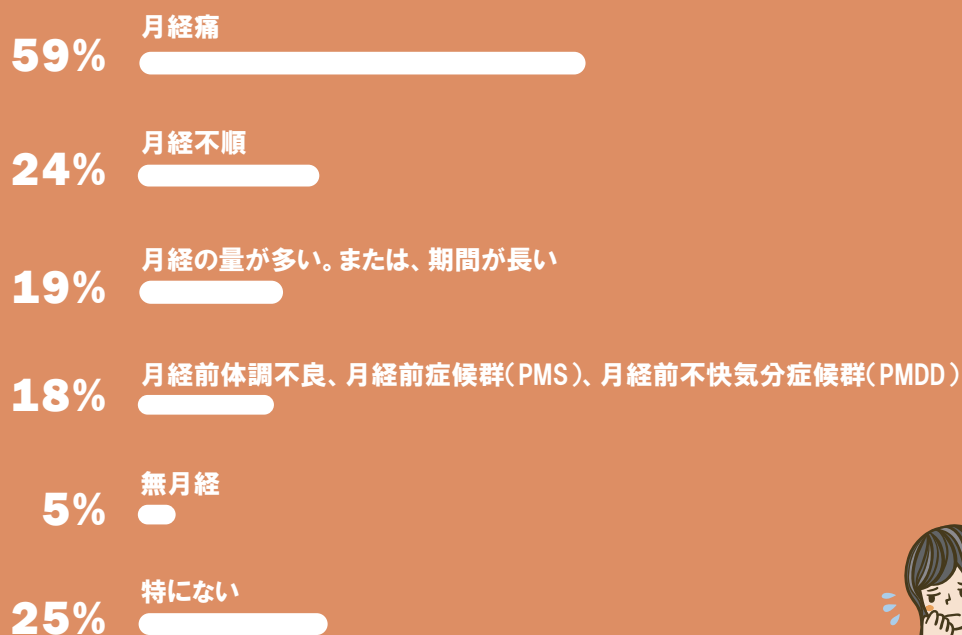 月経痛
59%
月経不順
24%
月経の量が多い。または、期間が長い
19%
月経前体調不良、月経前症候群(PMS)、月経前不快気分症候群(PMDD)
18%
無月経
5%
特にない
25%